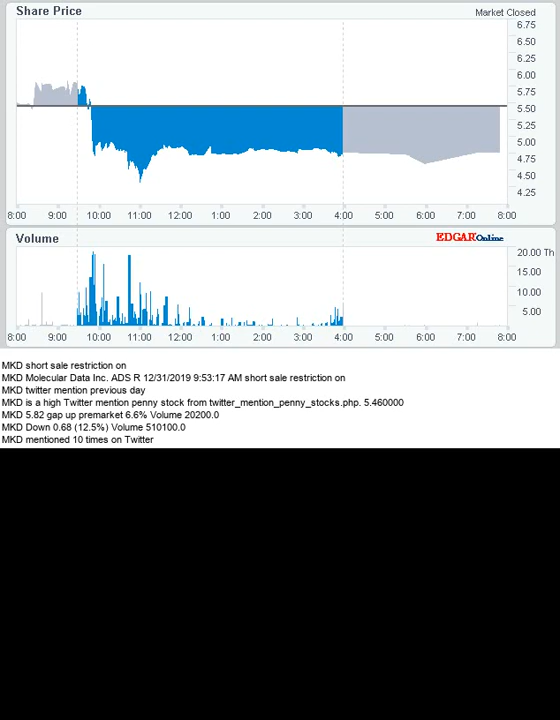 Share Price
Market Closed
6.75
6.50
6.25
6.00
5.75
5.50
5.25
5.00
4.75
4.50
4.25
8:00 9:00 10:00 11:00 12:00 1:00 2:00 3:00 4:00 5:00 6:00 7:00 8:00
Volume
EDGAR Online
20.00 Th
15.00
10.00
5.00
8:00 9:00 10:00 11:00 12:00 1:00 2:00 3:00 4:00 5:00 6:00 7:00 8:00
MKD short sale restriction on
MKD Molecular Data Inc. ADS R 12/31/2019 9:53:17 AM short sale restriction on
MKD twitter mention previous day
MKD is a high Twitter mention penny stock from twitter_mention_penny_stocks.php. 5.460000
MKD 5.82 gap up premarket 6.6% Volume 20200.0
MKD Down 0.68 (12.5%) Volume 510100.0
MKD mentioned 10 times on Twitter